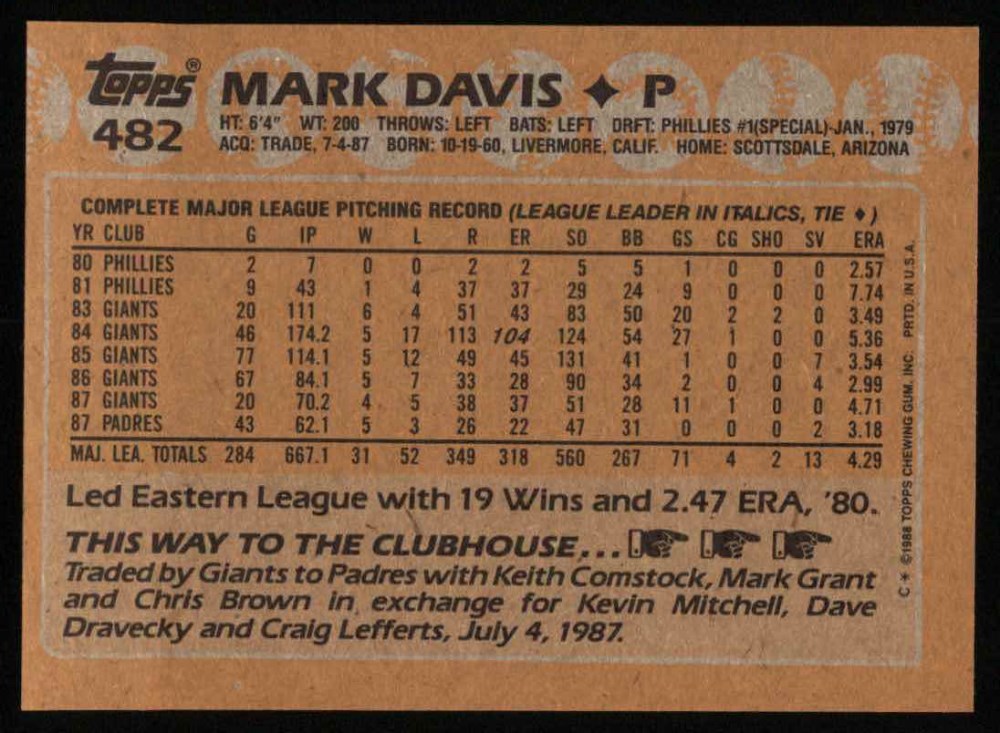 Topps® MARK DAVIS ✦ P
482 HT: 6'4" WT: 200 THROWS: LEFT BATS: LEFT DRFT: PHILLIES #1(SPECIAL)-JAN., 1979
ACQ: TRADE, 7-4-87 BORN: 10-19-60, LIVERMORE, CALIF. HOME: SCOTTSDALE, ARIZONA
COMPLETE MAJOR LEAGUE PITCHING RECORD (LEAGUE LEADER IN ITALICS, TIE ♦)
YR CLUB G IP W L R ER SO BB GS CG SHO SV ERA
80 PHILLIES 2 7 0 0 2 2 5 5 1 0 0 0 2.57
81 PHILLIES 9 43 1 4 37 37 29 24 9 0 0 0 7.74
83 GIANTS 20 111 6 4 51 43 83 50 20 2 2 0 3.49
84 GIANTS 46 174.2 5 17 113 104 124 54 27 1 0 0 5.36
85 GIANTS 77 114.1 5 12 49 45 131 41 1 0 0 7 3.54
86 GIANTS 67 84.1 5 7 33 28 90 34 2 0 0 4 2.99
87 GIANTS 20 70.2 4 5 38 37 51 28 11 1 0 0 4.71
87 PADRES 43 62.1 5 3 26 22 47 31 0 0 0 2 3.18
MAJ. LEA. TOTALS 284 667.1 31 52 349 318 560 267 71 4 2 13 4.29
Led Eastern League with 19 Wins and 2.47 ERA, '80.
THIS WAY TO THE CLUBHOUSE...
Traded by Giants to Padres with Keith Comstock, Mark Grant
and Chris Brown in exchange for Kevin Mitchell, Dave
Dravecky and Craig Lefferts, July 4, 1987.
C* ©1988 TOPPS CHEWING GUM, INC. PRTD. IN U.S.A.